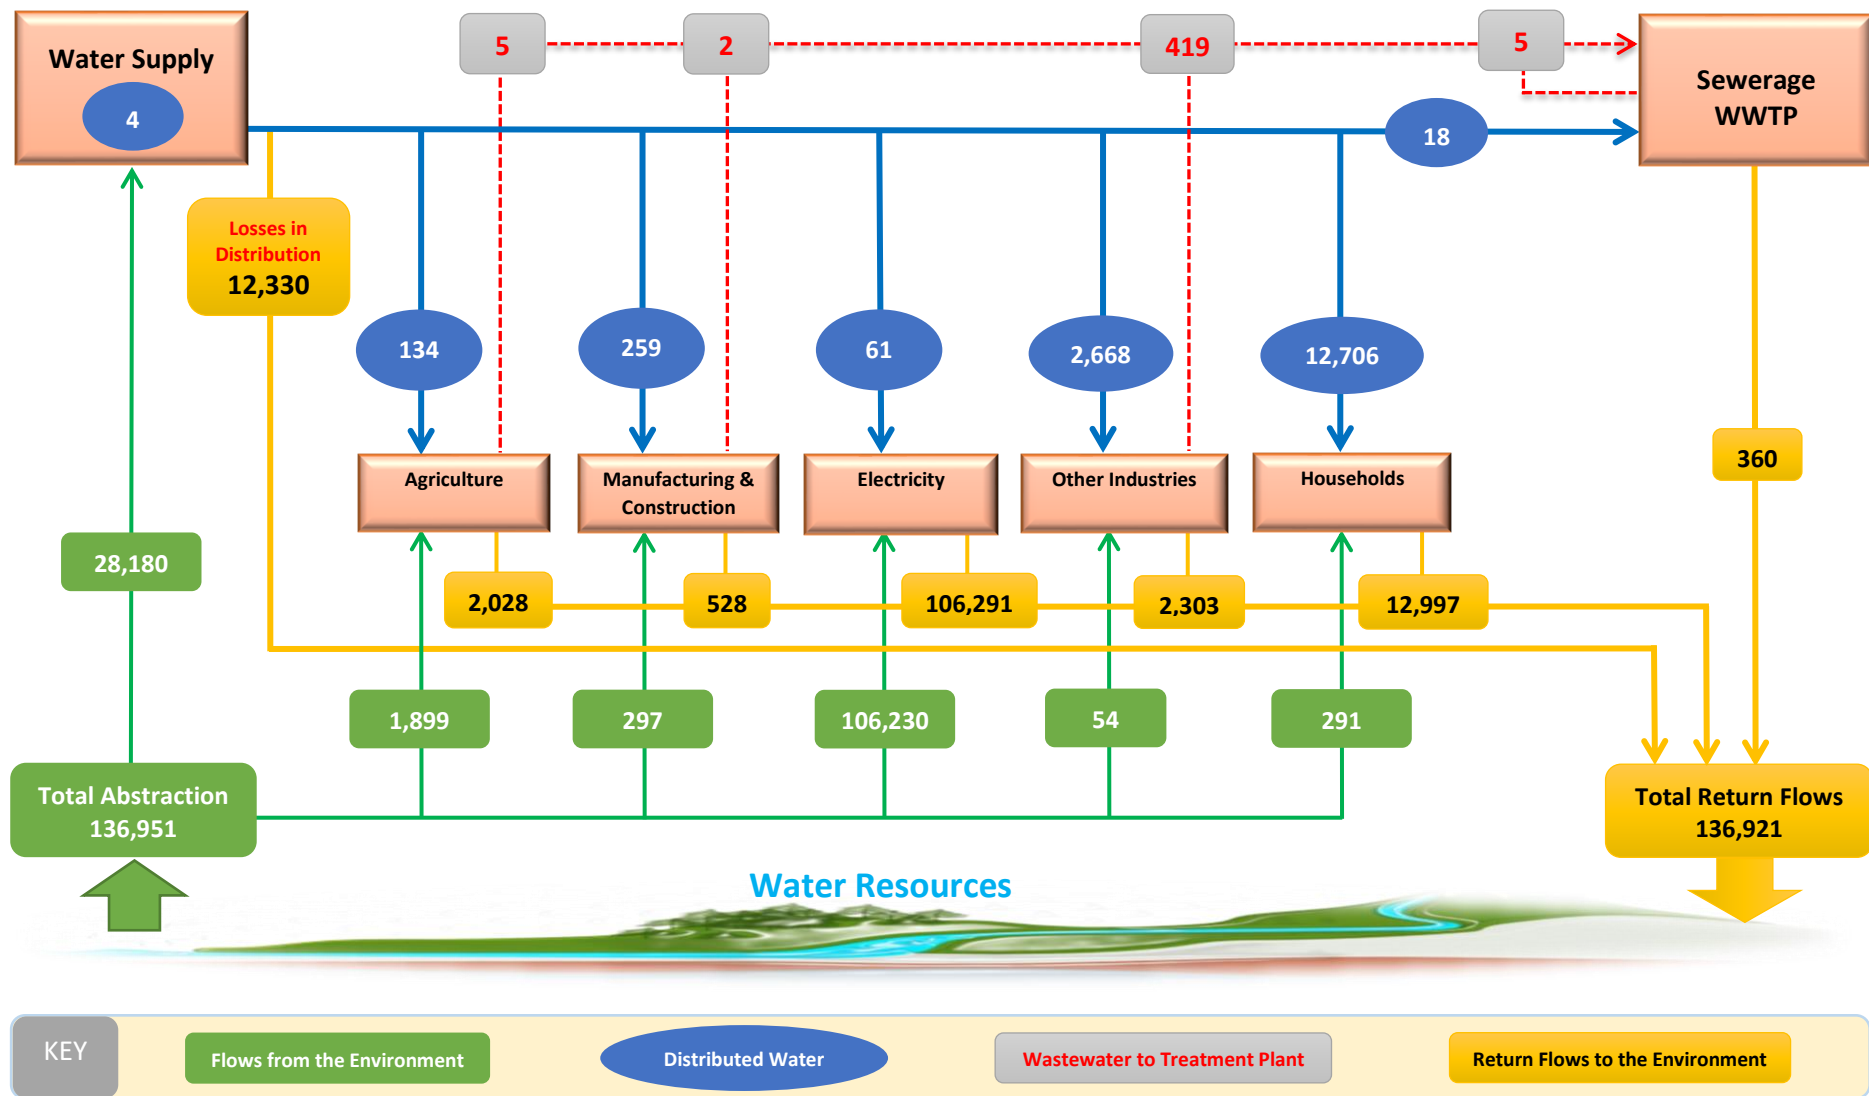 Water Supply
4
5
2
419
5
Sewerage
WWTP
18
Losses in
Distribution
12,330
134
259
61
2,668
12,706
Agriculture
Manufacturing &
Construction
Electricity
Other Industries
Households
360
28,180
2,028
528
106,291
2,303
12,997
1,899
297
106,230
54
291
Total Abstraction
136,951
Total Return Flows
136,921
Water Resources
KEY
Flows from the Environment
Distributed Water
Wastewater to Treatment Plant
Return Flows to the Environment